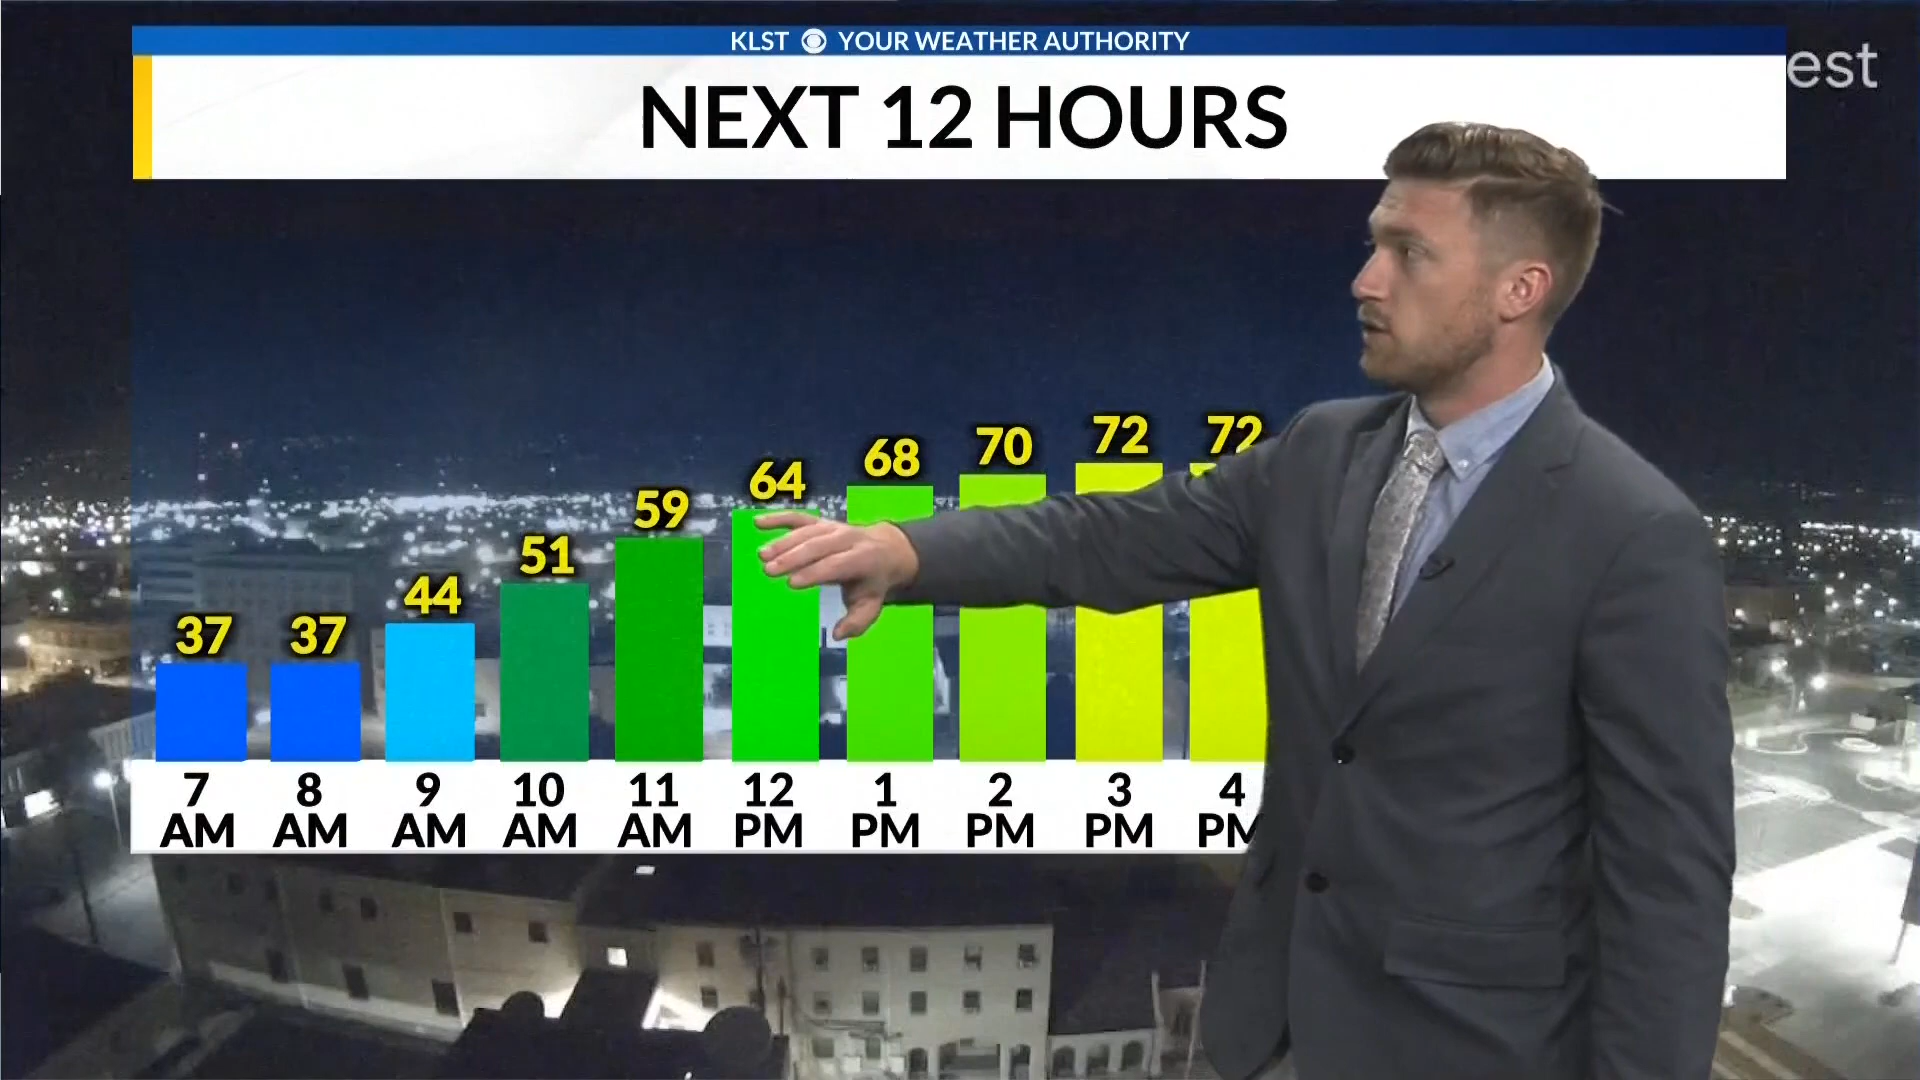 KLST YOUR WEATHER AUTHORITY
est
NEXT 12 HOURS
37 37 44 51 59 64 68 70 72 72
7 8 9 10 11 12 1 2 3 4
AM AM AM AM AM PM PM PM PM PM